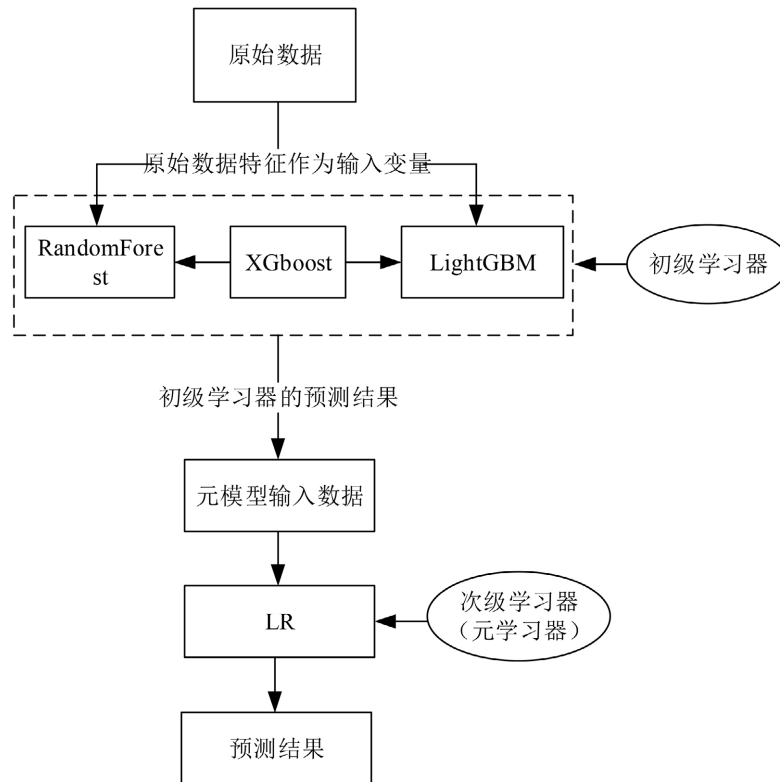 原始数据
原始数据特征作为输入变量
RandomFore
st
XGboost
LightGBM
初级学习器
初级学习器的预测结果
元模型输入数据
LR
次级学习器
（元学习器）
预测结果